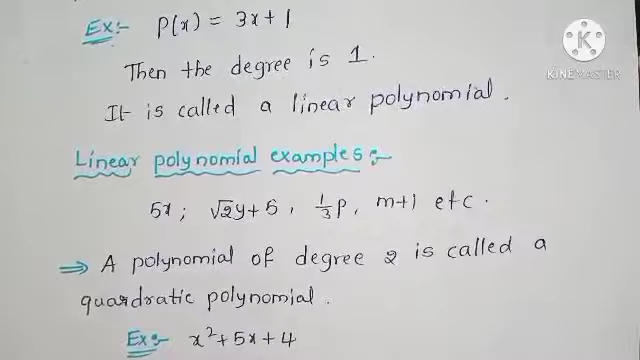 Ex:- P(x) = 3x+1
Then the degree is 1.
It is called a linear polynomial.
Linear polynomial examples:-
5x; √2y+5, 1/3p, m+1 etc.
⇒ A polynomial of degree 2 is called a
quardratic polynomial.
Ex:- x²+5x+4
KINEMASTER